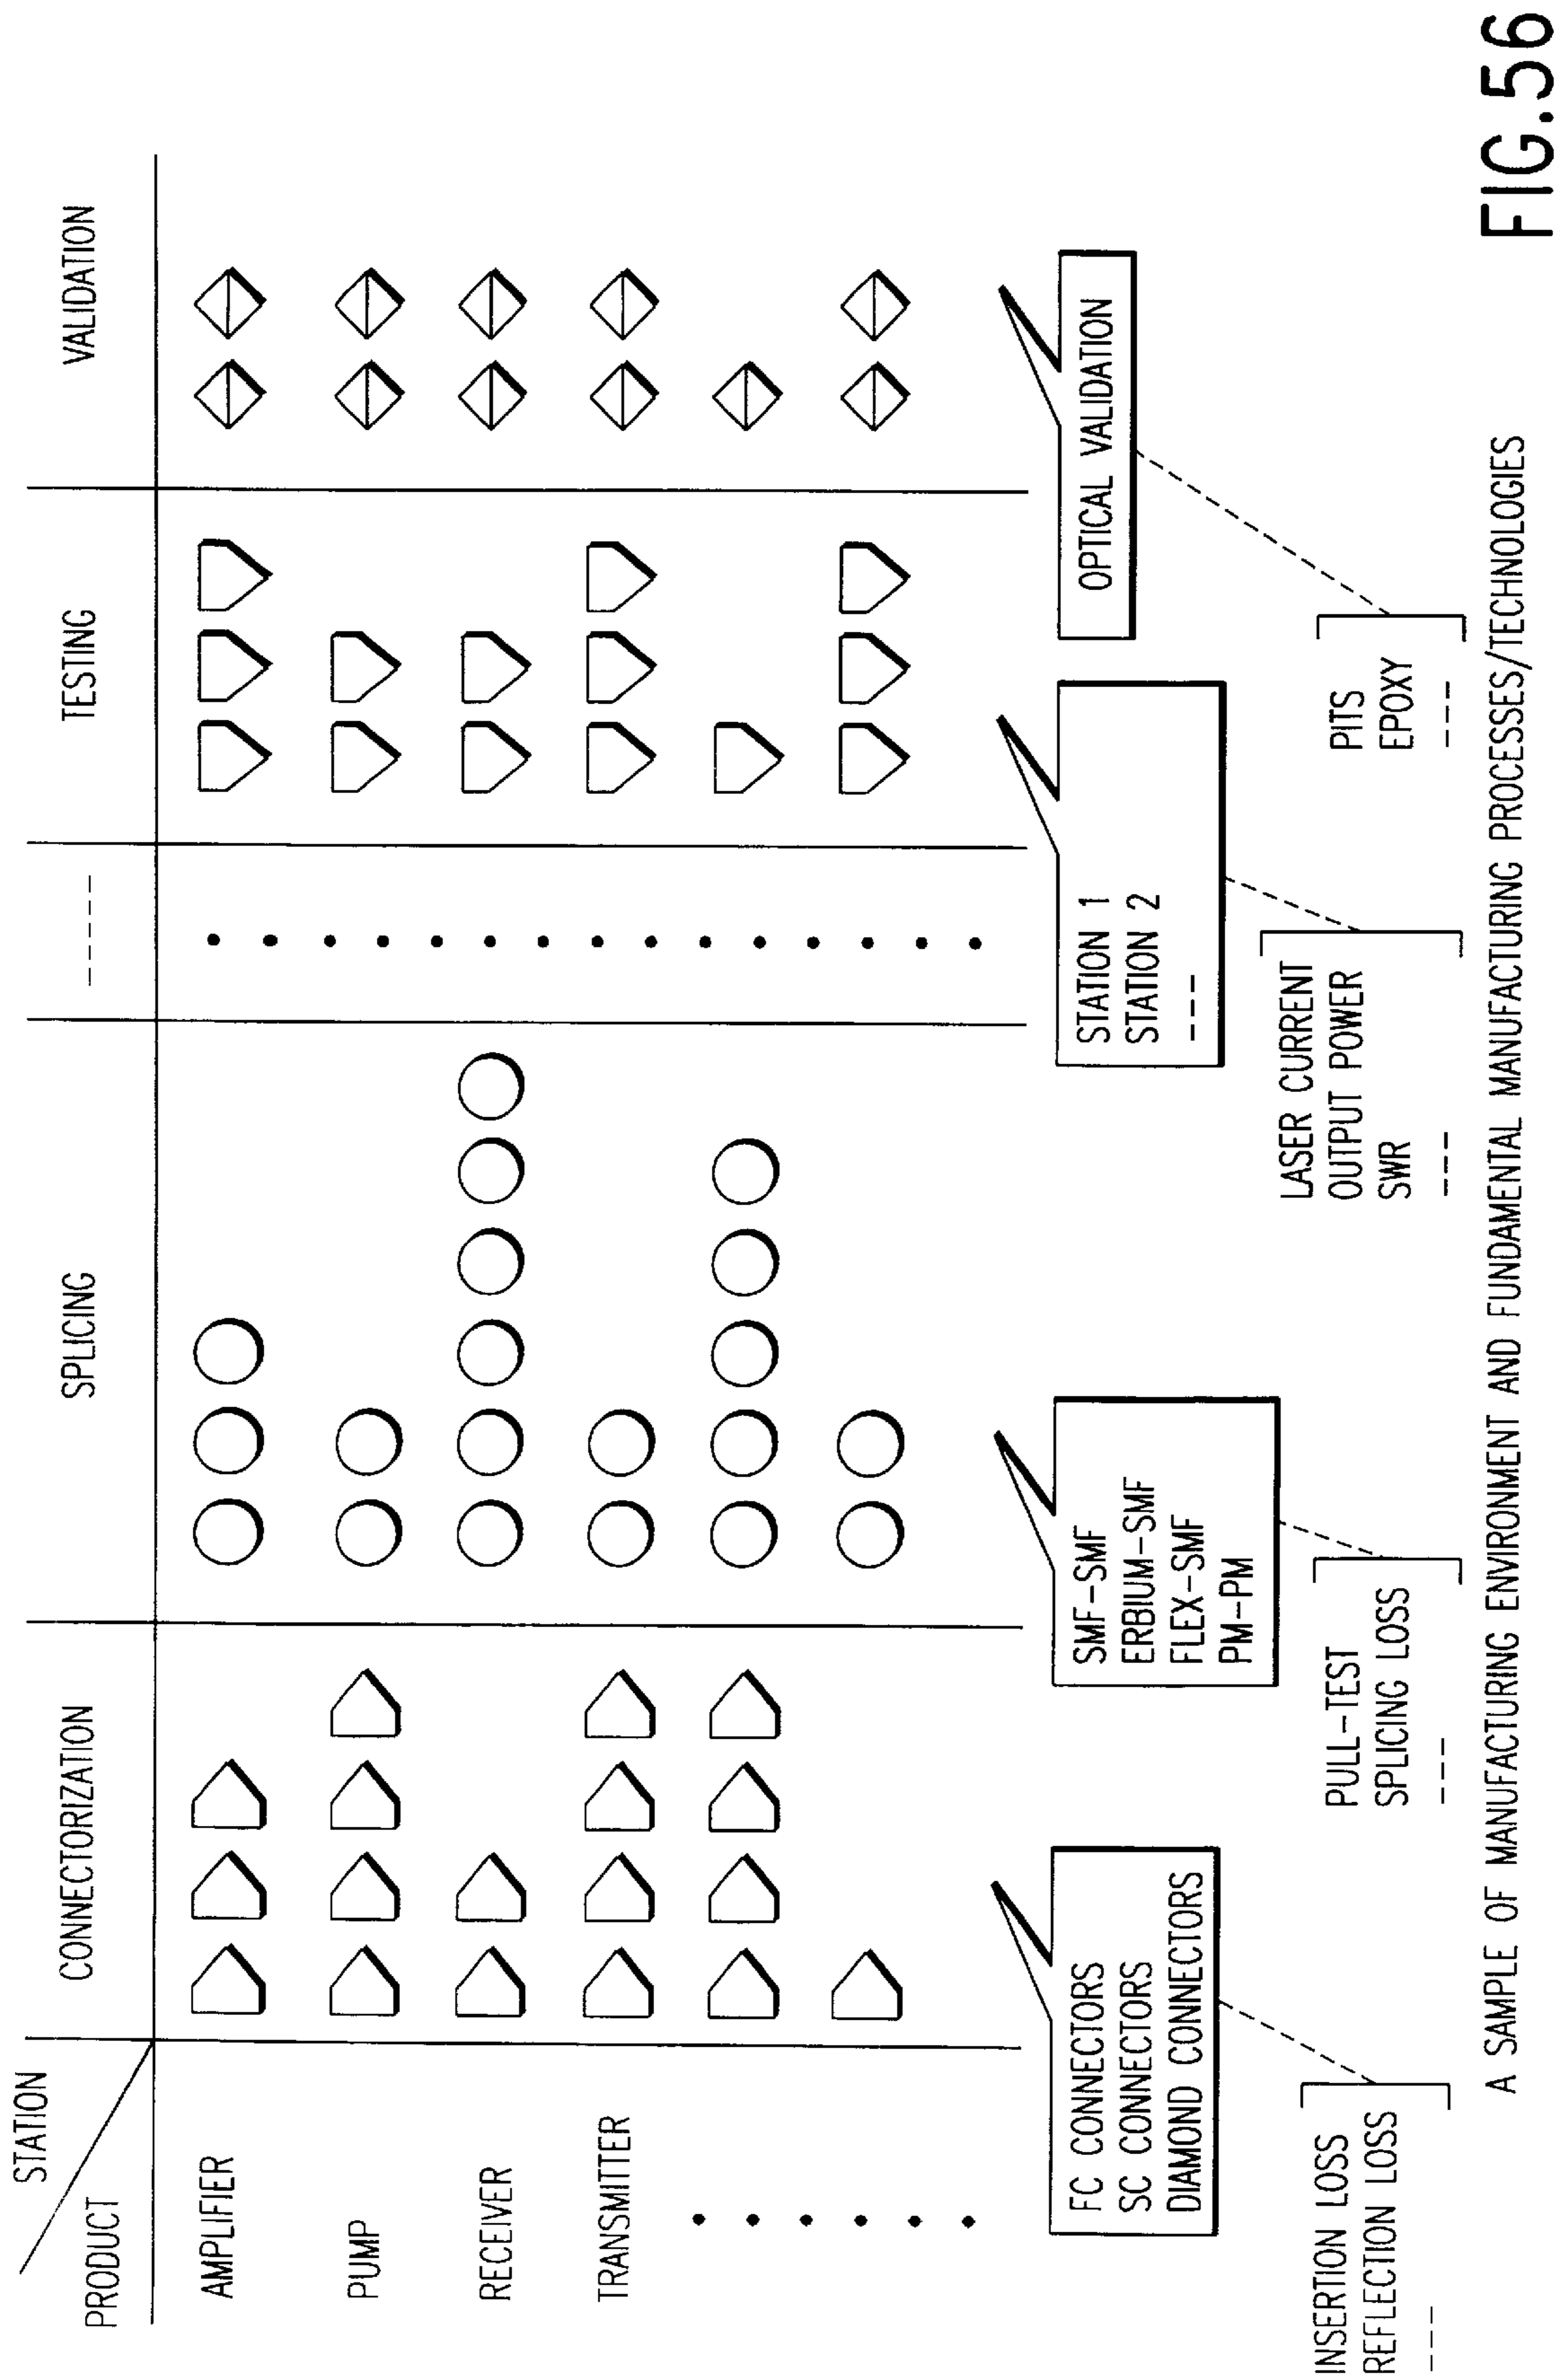 STATION
PRODUCT
CONNECTORIZATION
SPLICING
-----
TESTING
VALIDATION
AMPLIFIER
PUMP
RECEIVER
TRANSMITTER
FC CONNECTORS
SC CONNECTORS
DIAMOND CONNECTORS
SMF-SMF
ERBIUM-SMF
FLEX-SMF
PM-PM
STATION 1
STATION 2
---
OPTICAL VALIDATION
INSERTION LOSS
REFLECTION LOSS
---
PULL-TEST
SPLICING LOSS
---
LASER CURRENT
OUTPUT POWER
SWR
---
PITS
EPOXY
---
A SAMPLE OF MANUFACTURING ENVIRONMENT AND FUNDAMENTAL MANUFACTURING PROCESSES/TECHNOLOGIES
FIG.56